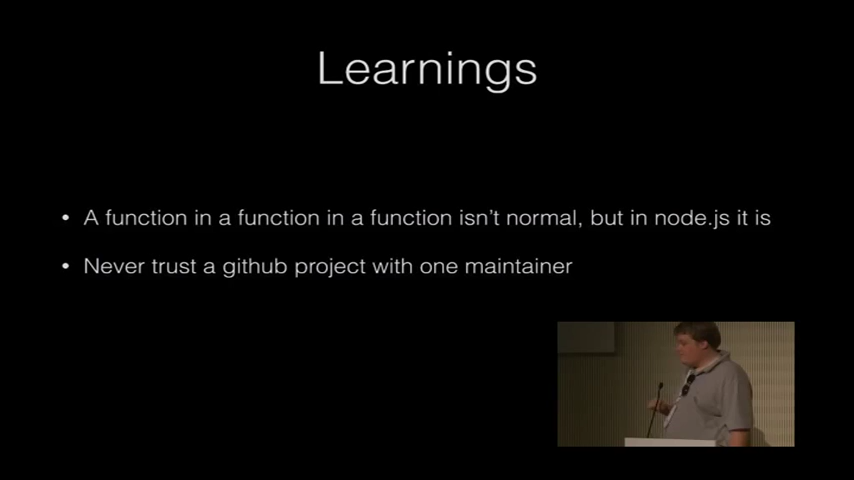 Learnings
• A function in a function in a function isn't normal, but in node.js it is
• Never trust a github project with one maintainer